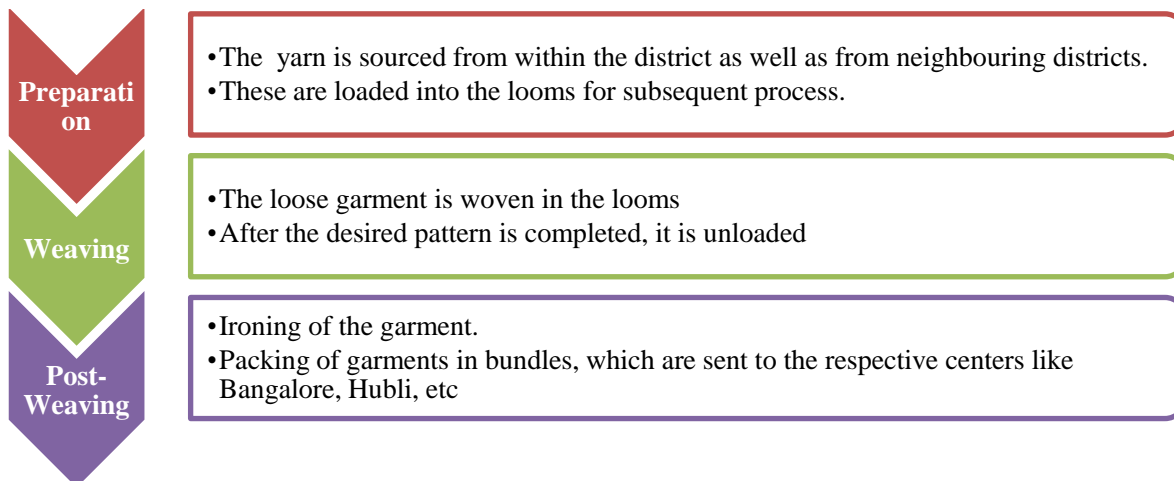 Preparati
on
•The  yarn is sourced from within the district as well as from neighbouring districts.
•These are loaded into the looms for subsequent process.
Weaving
•The loose garment is woven in the looms
•After the desired pattern is completed, it is unloaded
Post-
Weaving
•Ironing of the garment.
•Packing of garments in bundles, which are sent to the respective centers like
Bangalore, Hubli, etc